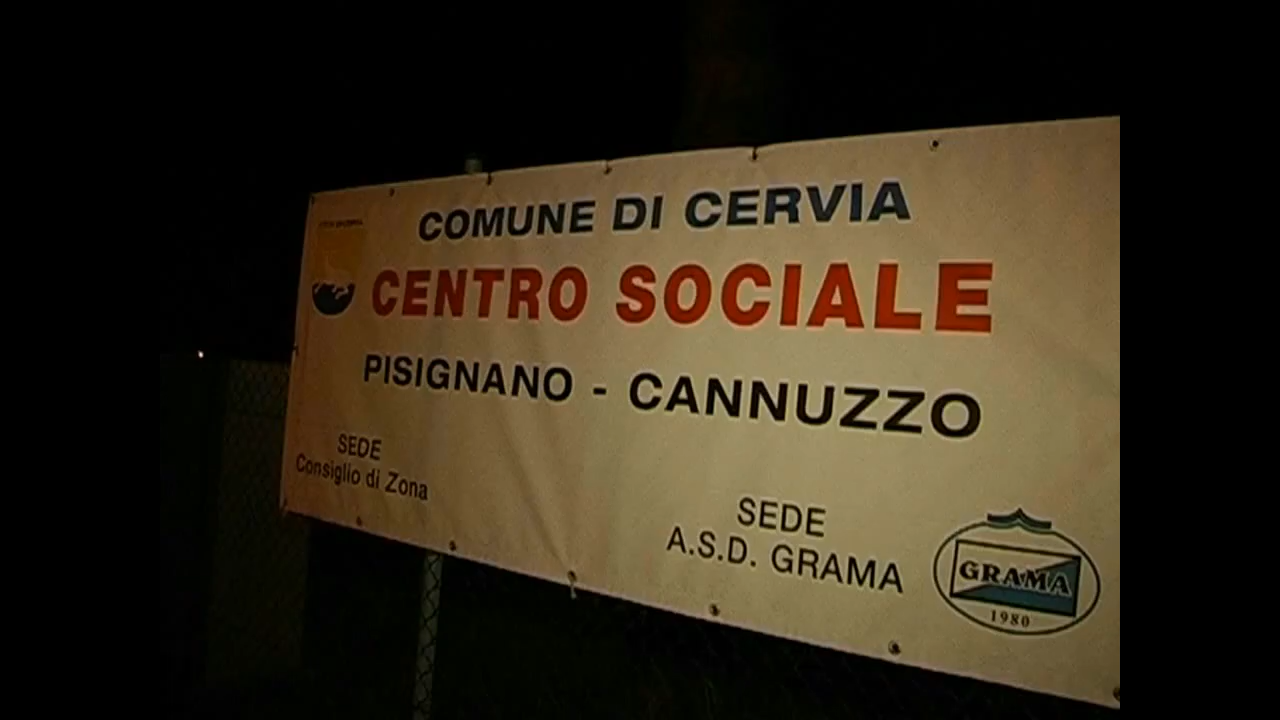 COMUNE DI CERVIA
CENTRO SOCIALE
PISIGNANO - CANNUZZO
SEDE
Consiglio di Zona
SEDE
A.S.D. GRAMA
GRAMA
1980